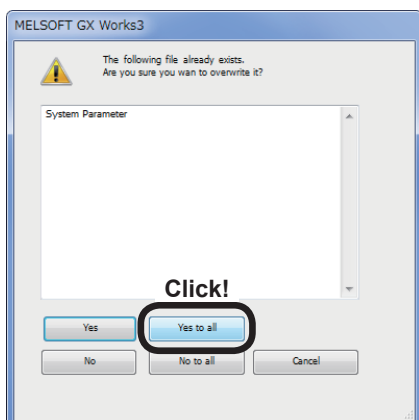 MELSOFT GX Works3
The following file already exists.
Are you sure you wan to overwrite it?
System Parameter
Click!
Yes Yes to all
No No to all Cancel